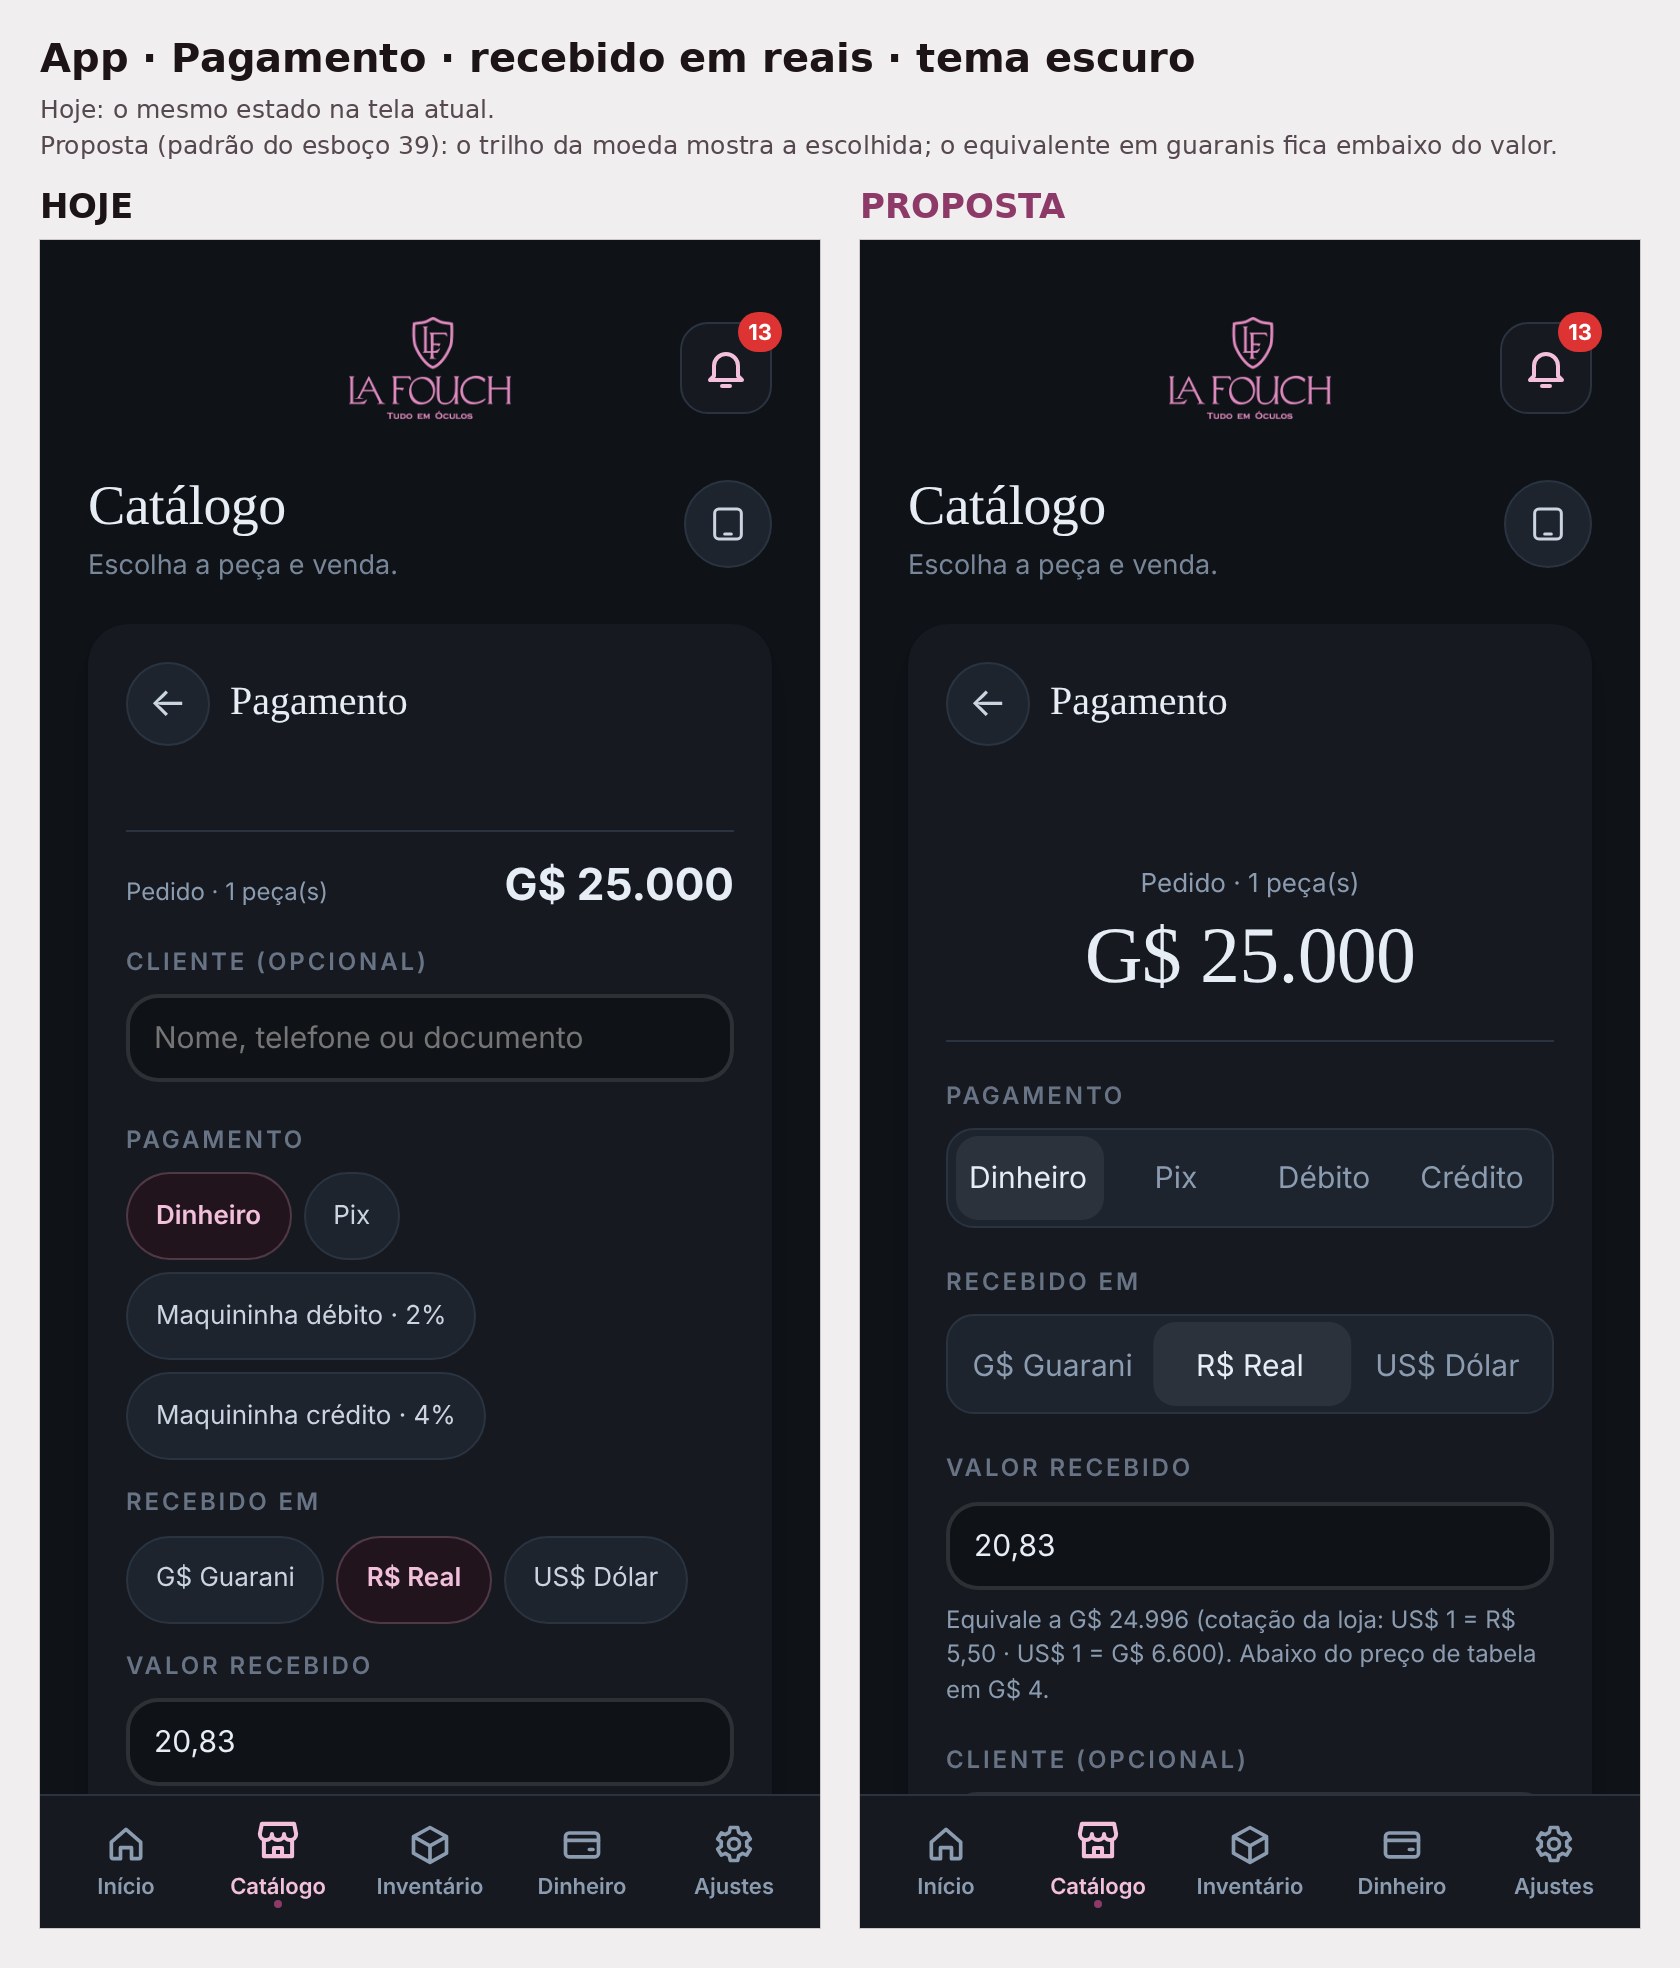 App · Pagamento · recebido em reais · tema escuro
Hoje: o mesmo estado na tela atual.
Proposta (padrão do esboço 39): o trilho da moeda mostra a escolhida; o equivalente em guaranis fica embaixo do valor.
HOJE
LF
LA FOUCH
Tudo em Óculos
13
Catálogo
Escolha a peça e venda.
Pagamento
Pedido · 1 peça(s)
G$ 25.000
CLIENTE (OPCIONAL)
Nome, telefone ou documento
PAGAMENTO
Dinheiro
Pix
Maquininha débito · 2%
Maquininha crédito · 4%
RECEBIDO EM
G$ Guarani
R$ Real
US$ Dólar
VALOR RECEBIDO
20,83
Início
Catálogo
Inventário
Dinheiro
Ajustes
PROPOSTA
LF
LA FOUCH
Tudo em Óculos
13
Catálogo
Escolha a peça e venda.
Pagamento
Pedido · 1 peça(s)
G$ 25.000
PAGAMENTO
Dinheiro
Pix
Débito
Crédito
RECEBIDO EM
G$ Guarani
R$ Real
US$ Dólar
VALOR RECEBIDO
20,83
Equivale a G$ 24.996 (cotação da loja: US$ 1 = R$
5,50 · US$ 1 = G$ 6.600). Abaixo do preço de tabela
em G$ 4.
CLIENTE (OPCIONAL)
Início
Catálogo
Inventário
Dinheiro
Ajustes